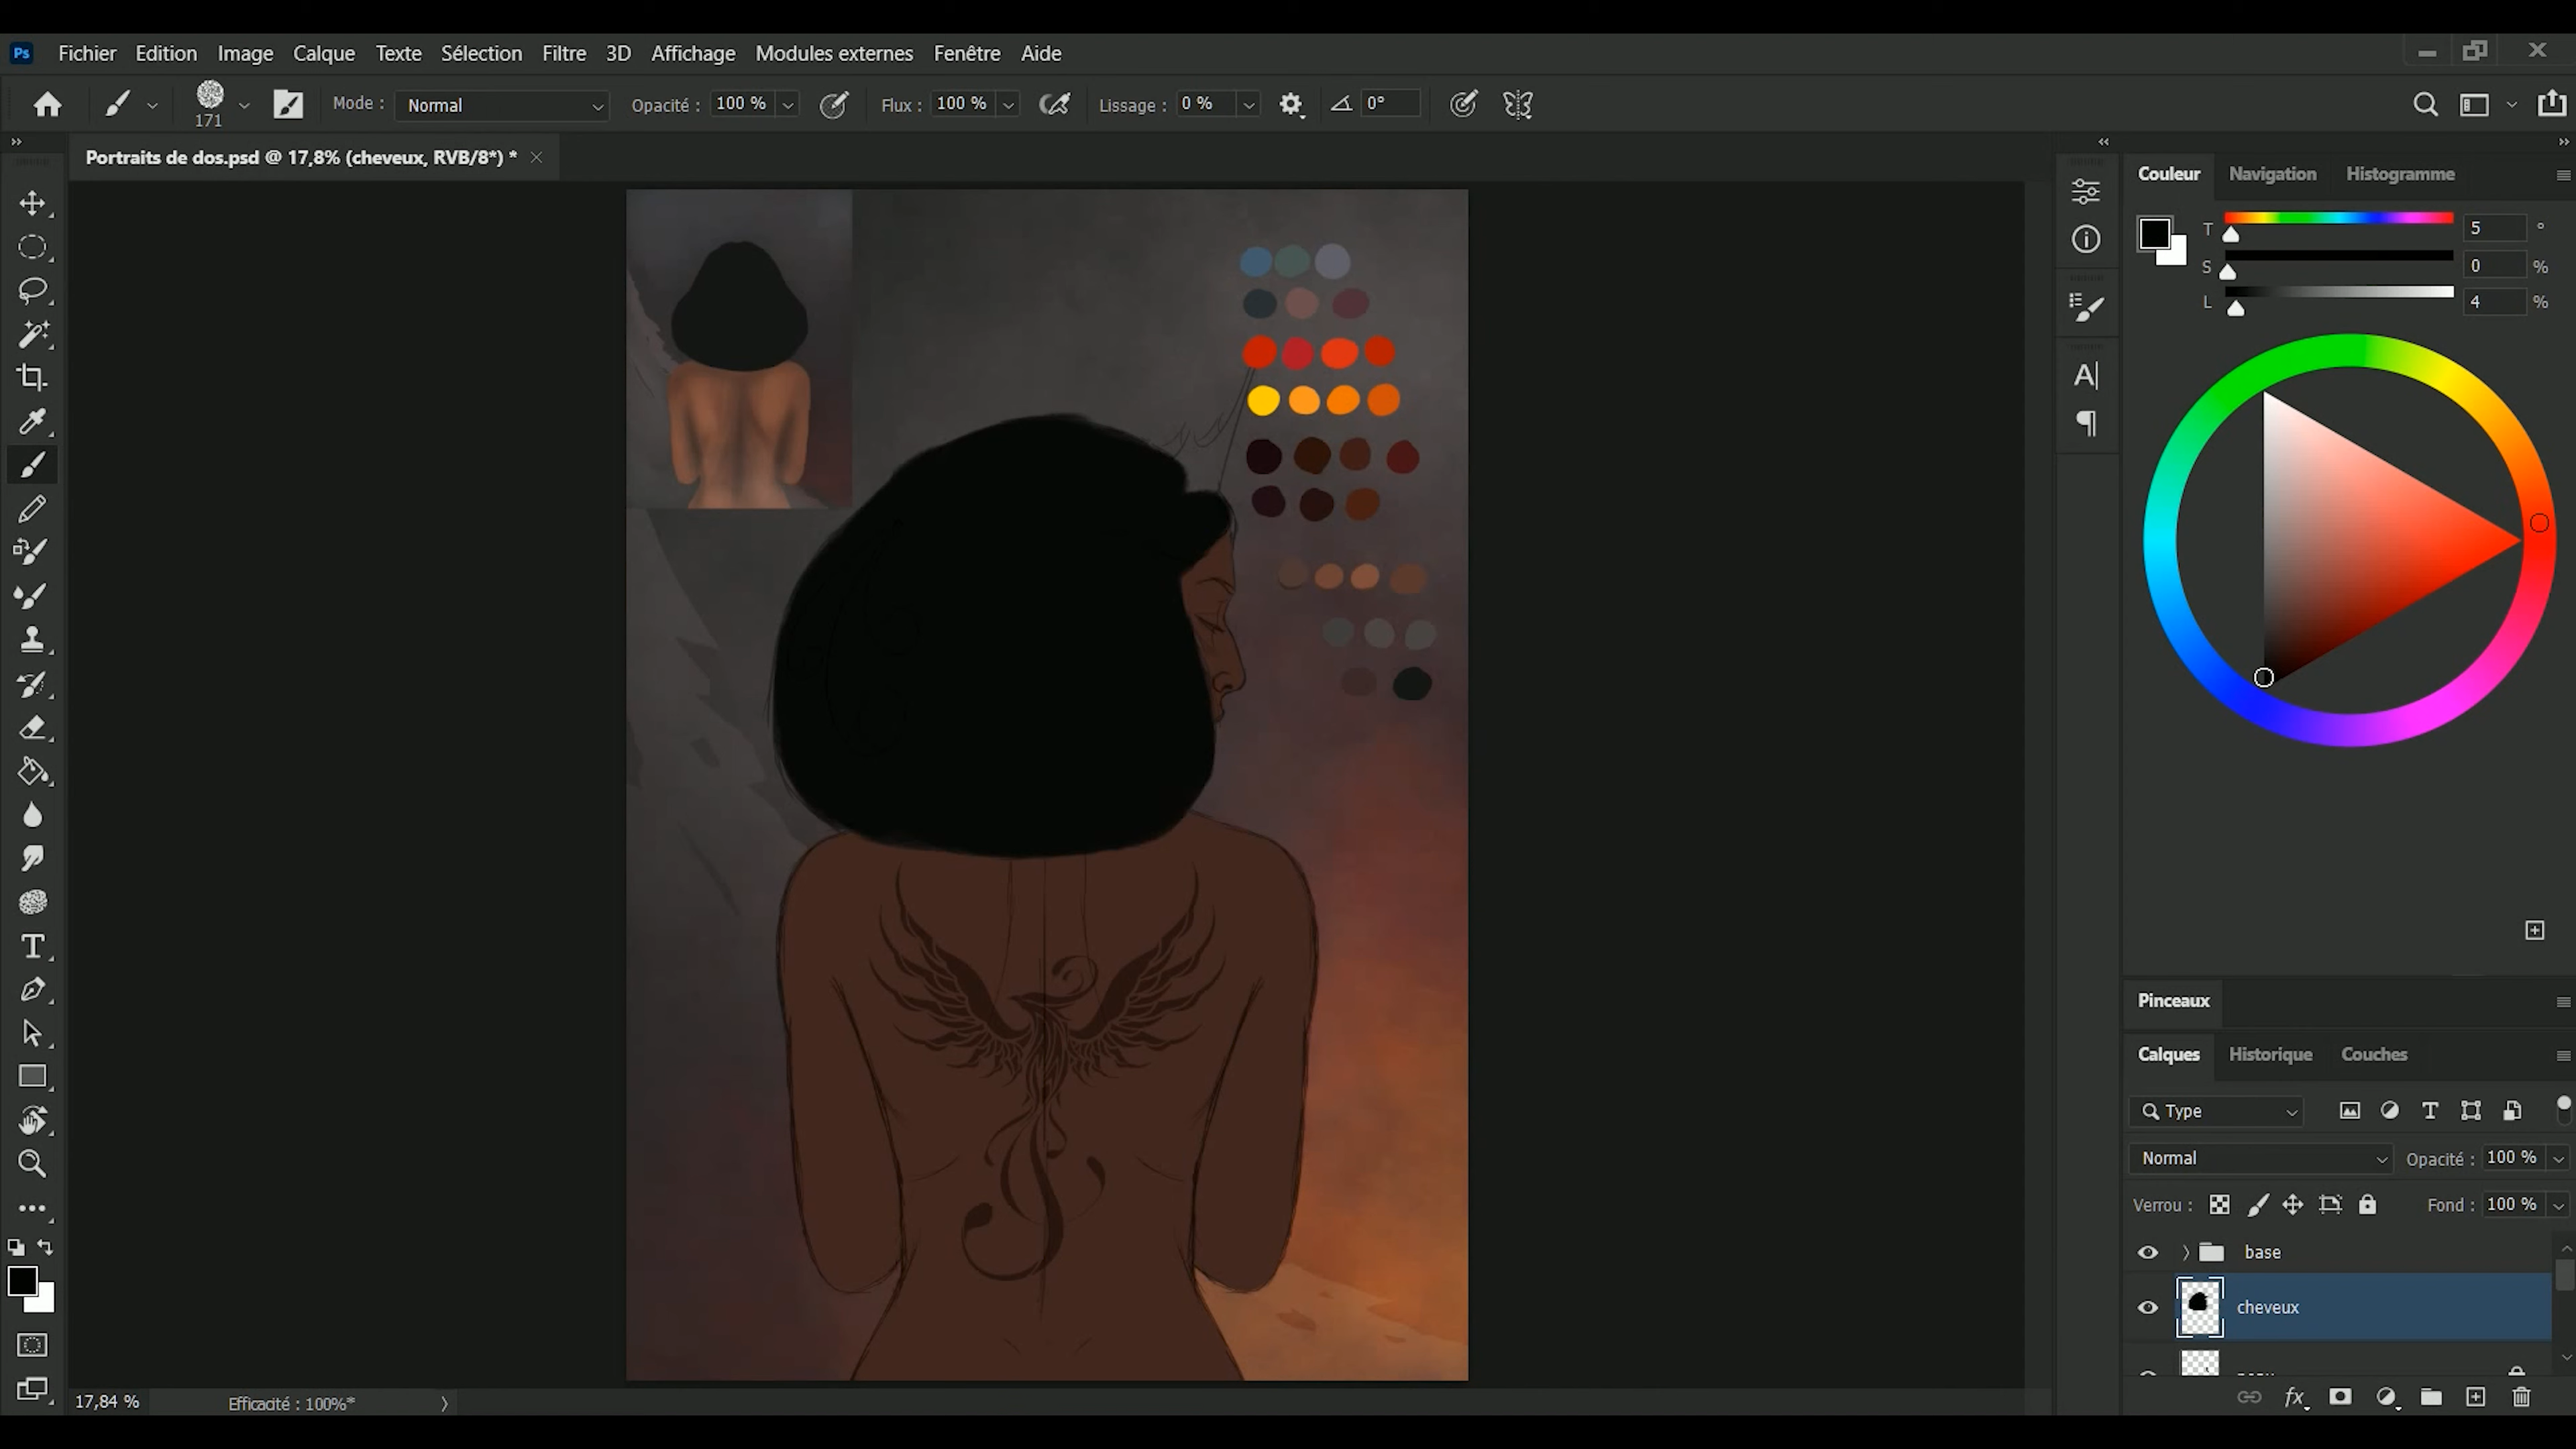 Ps Fichier Edition Image Calque Texte Sélection Filtre 3D Affichage Modules externes Fenêtre Aide
171 Mode : Normal Opacité : 100 % Flux : 100 % Lissage : 0 % 0°
Portraits de dos.psd @ 17,8% (cheveux, RVB/8*) *
Couleur Navigation Histogramme
T 5 °
S 0 %
L 4 %
Pinceaux
Calques Historique Couches
Type
Normal Opacité : 100 %
Verrou : Fond : 100 %
base
cheveux
17,84 % Efficacité : 100%*